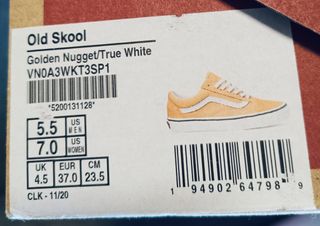 Old Skool
Golden Nugget/True White
VN0A3WKT3SP1
*5200131128*
5.5 US MEN
7.0 US WOMEN
UK EUR CM
4.5 37.0 23.5
CLK - 11/20
1 94902 64798 9